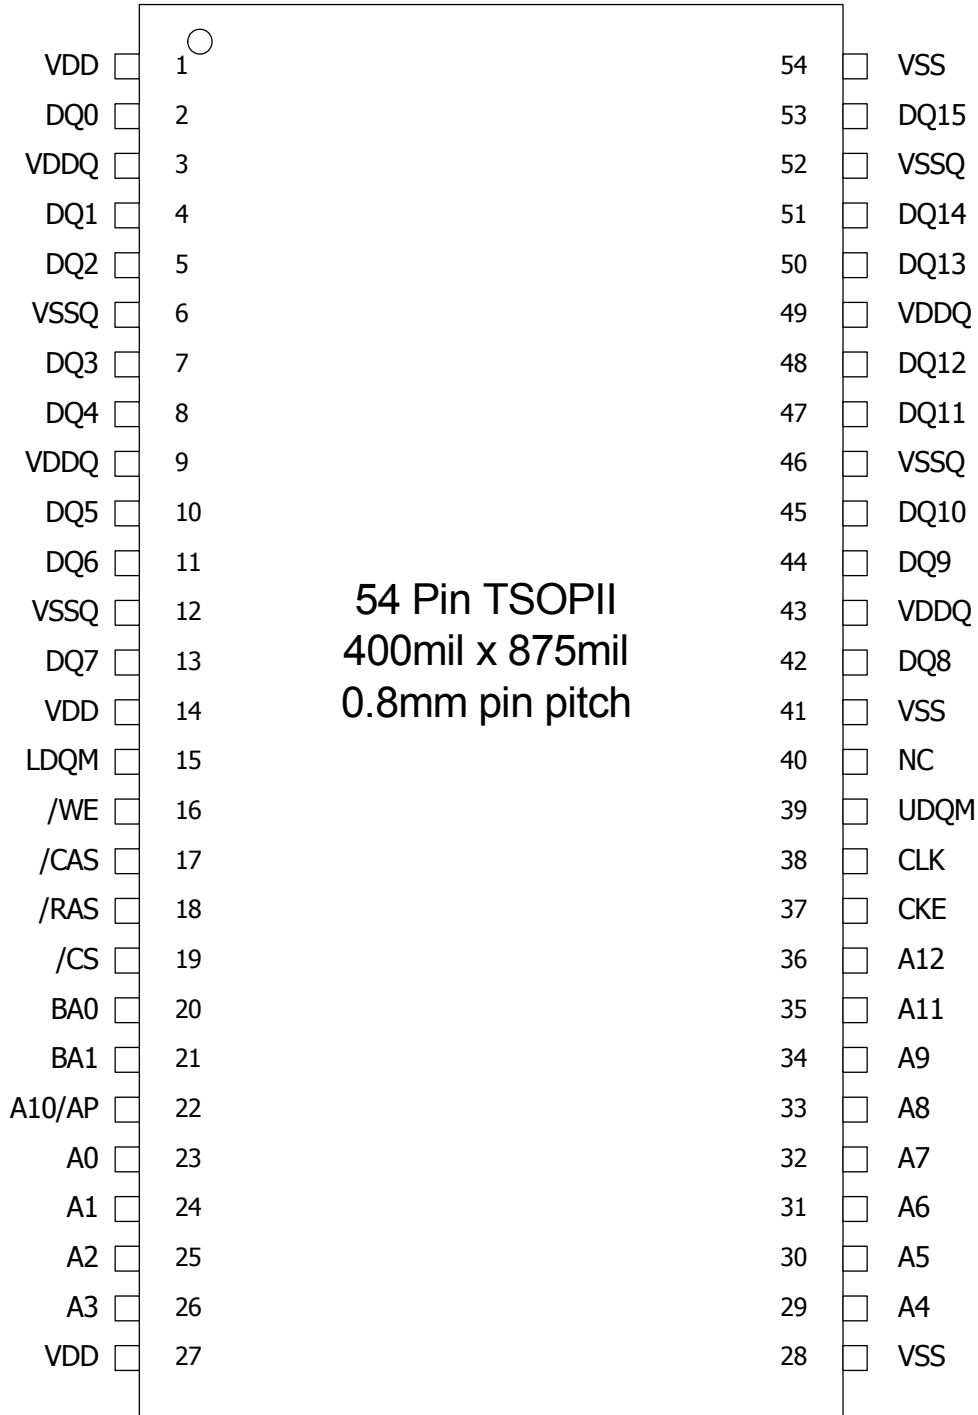 VDD 1 54 VSS
DQ0 2 53 DQ15
VDDQ 3 52 VSSQ
DQ1 4 51 DQ14
DQ2 5 50 DQ13
VSSQ 6 49 VDDQ
DQ3 7 48 DQ12
DQ4 8 47 DQ11
VDDQ 9 46 VSSQ
DQ5 10 45 DQ10
DQ6 11 44 DQ9
54 Pin TSOPII
VSSQ 12 43 VDDQ
400mil x 875mil
DQ7 13 42 DQ8
0.8mm pin pitch
VDD 14 41 VSS
LDQM 15 40 NC
/WE 16 39 UDQM
/CAS 17 38 CLK
/RAS 18 37 CKE
/CS 19 36 A12
BA0 20 35 A11
BA1 21 34 A9
A10/AP 22 33 A8
A0 23 32 A7
A1 24 31 A6
A2 25 30 A5
A3 26 29 A4
VDD 27 28 VSS